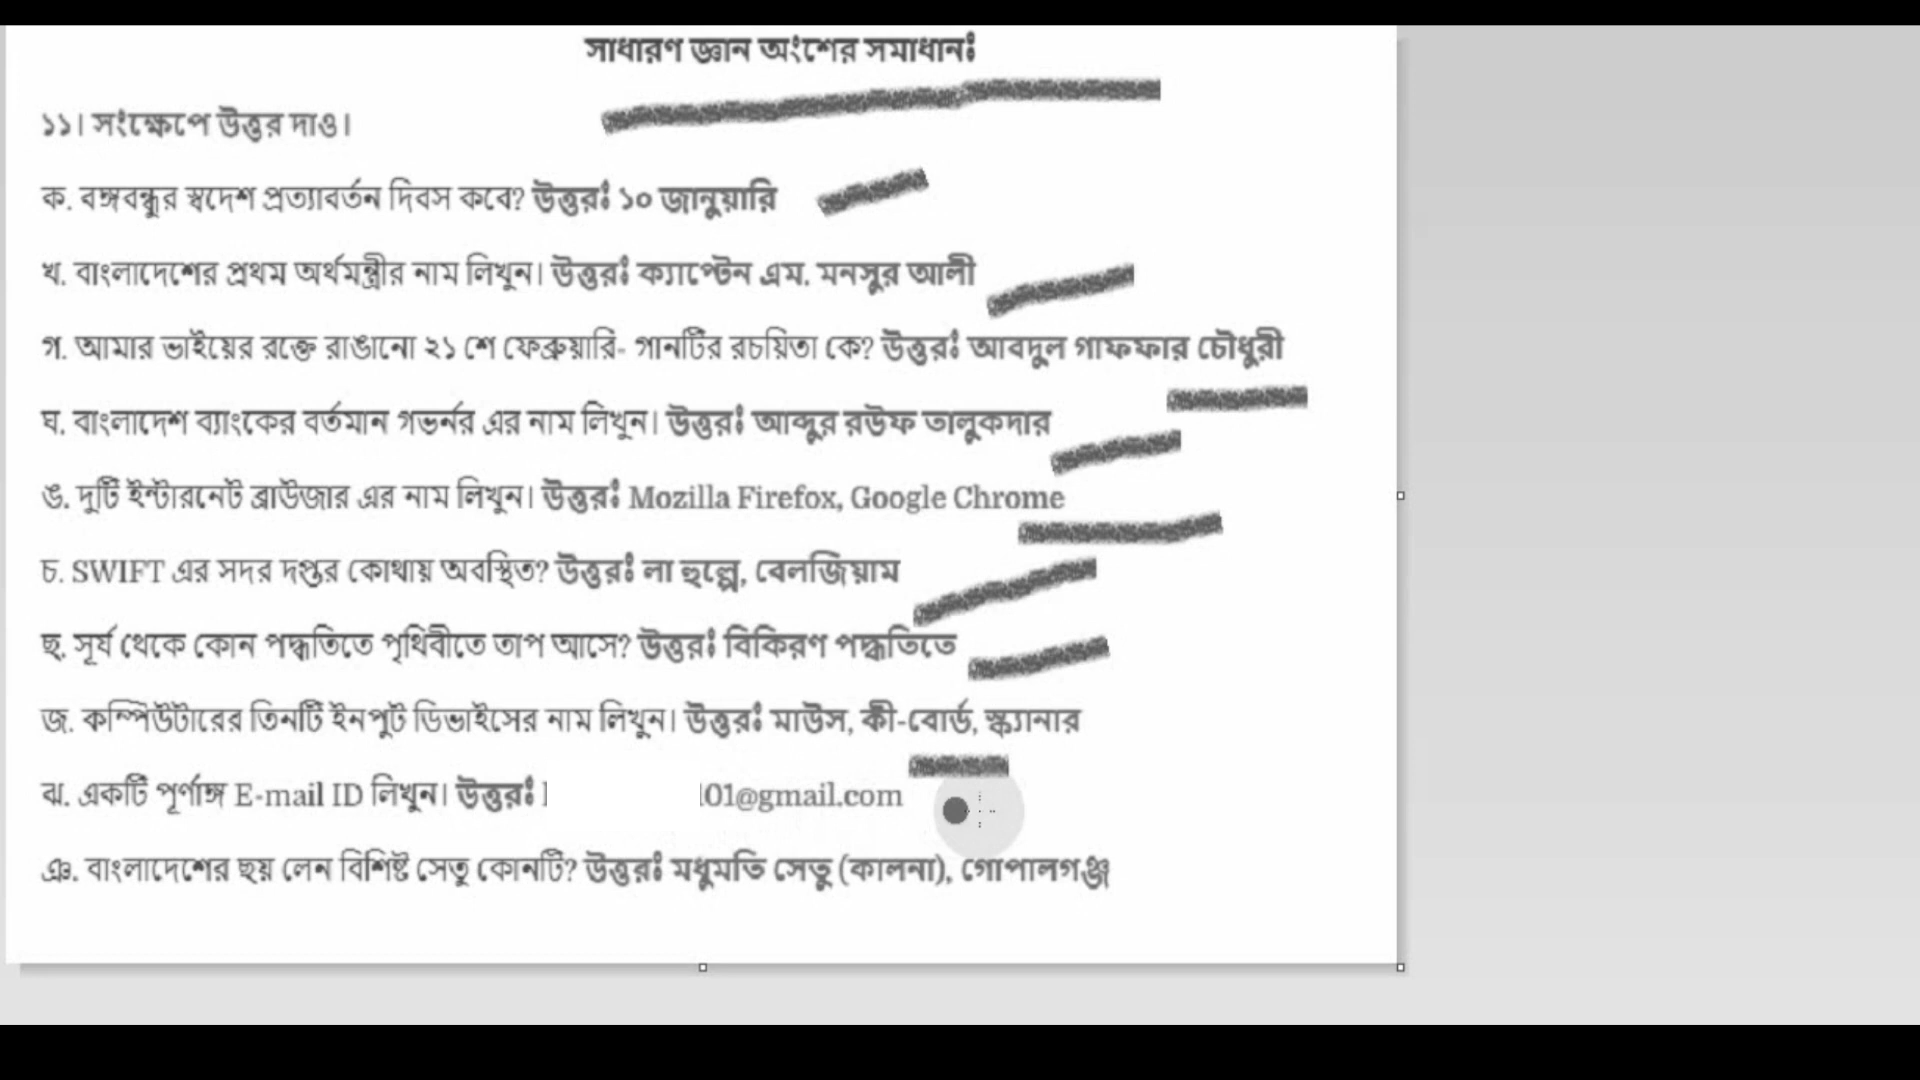 সাধারণ জ্ঞান অংশের সমাধানঃ
১১। সংক্ষেপে উত্তর দাও।
ক. বঙ্গবন্ধুর স্বদেশ প্রত্যাবর্তন দিবস কবে? উত্তরঃ ১০ জানুয়ারি
খ. বাংলাদেশের প্রথম অর্থমন্ত্রীর নাম লিখুন। উত্তরঃ ক্যাপ্টেন এম. মনসুর আলী
গ. আমার ভাইয়ের রক্তে রাঙানো ২১ শে ফেব্রুয়ারি- গানটির রচয়িতা কে? উত্তরঃ আবদুল গাফফার চৌধুরী
ঘ. বাংলাদেশ ব্যাংকের বর্তমান গভর্নর এর নাম লিখুন। উত্তরঃ আব্দুর রউফ তালুকদার
ঙ. দুটি ইন্টারনেট ব্রাউজার এর নাম লিখুন। উত্তরঃ Mozilla Firefox, Google Chrome
চ. SWIFT এর সদর দপ্তর কোথায় অবস্থিত? উত্তরঃ লা হুল্পে, বেলজিয়াম
ছ. সূর্য থেকে কোন পদ্ধতিতে পৃথিবীতে তাপ আসে? উত্তরঃ বিকিরণ পদ্ধতিতে
জ. কম্পিউটারের তিনটি ইনপুট ডিভাইসের নাম লিখুন। উত্তরঃ মাউস, কী-বোর্ড, স্ক্যানার
ঝ. একটি পূর্ণাঙ্গ E-mail ID লিখুন। উত্তরঃ 101@gmail.com
ঞ. বাংলাদেশের ছয় লেন বিশিষ্ট সেতু কোনটি? উত্তরঃ মধুমতি সেতু (কালনা), গোপালগঞ্জ